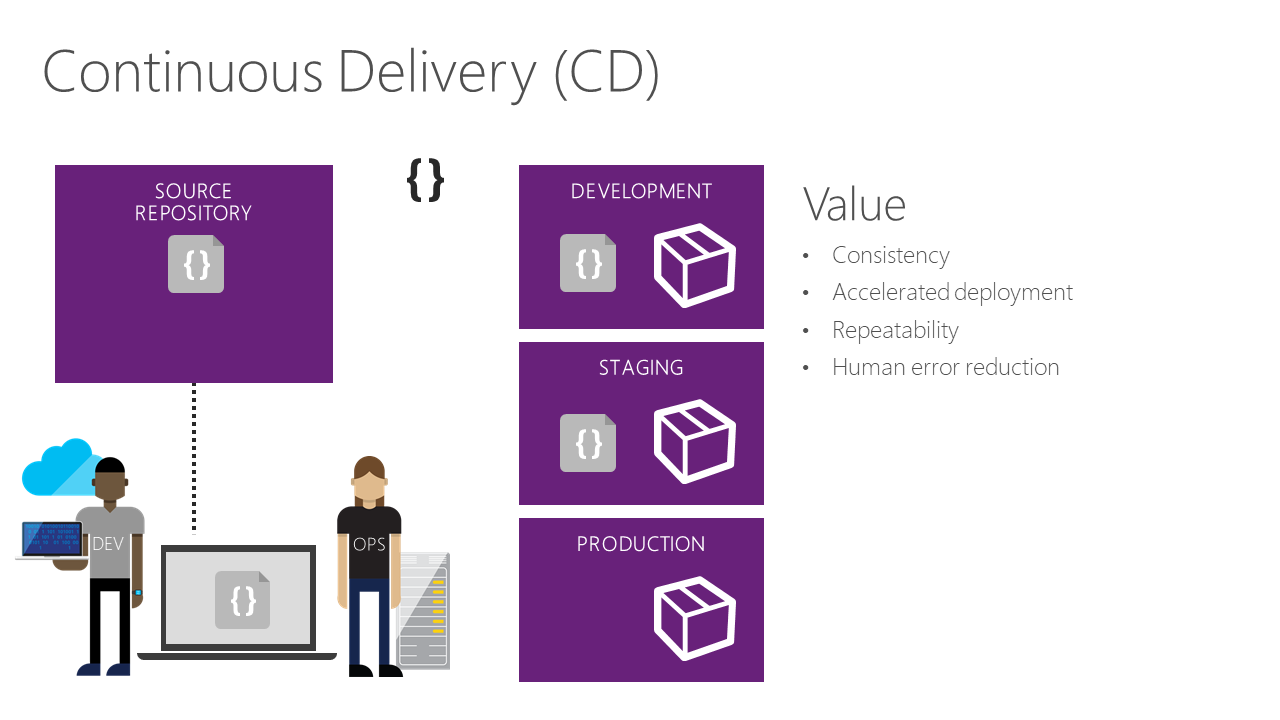 Continuous Delivery (CD)
SOURCE
REPOSITORY
{}
{}
DEV
{}
OPS
DEVELOPMENT
{}
STAGING
{}
PRODUCTION
Value
• Consistency
• Accelerated deployment
• Repeatability
• Human error reduction